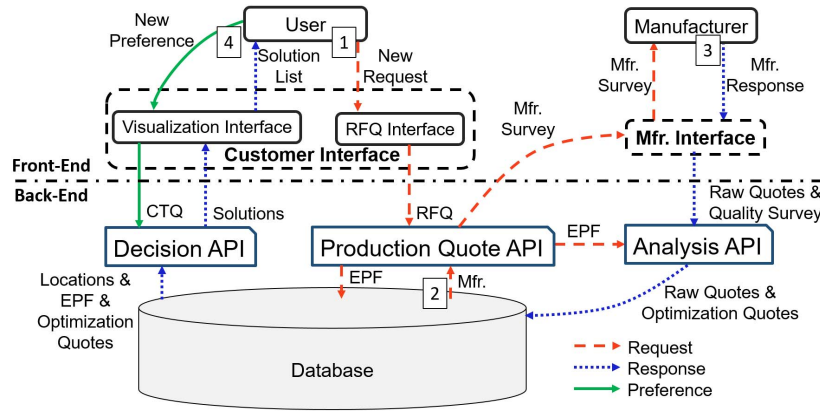 New
Preference
4
User
1
Solution
List
New
Request
Manufacturer
3
Mfr.
Survey
Mfr.
Response
Mfr.
Survey
Visualization Interface
RFQ Interface
Customer Interface
Mfr. Interface
Front-End
Back-End
CTQ
Solutions
RFQ
Raw Quotes &
Quality Survey
Decision API
Production Quote API
EPF
Analysis API
Locations &
EPF &
Optimization
Quotes
EPF
2
Mfr.
Raw Quotes &
Optimization Quotes
Database
Request
Response
Preference